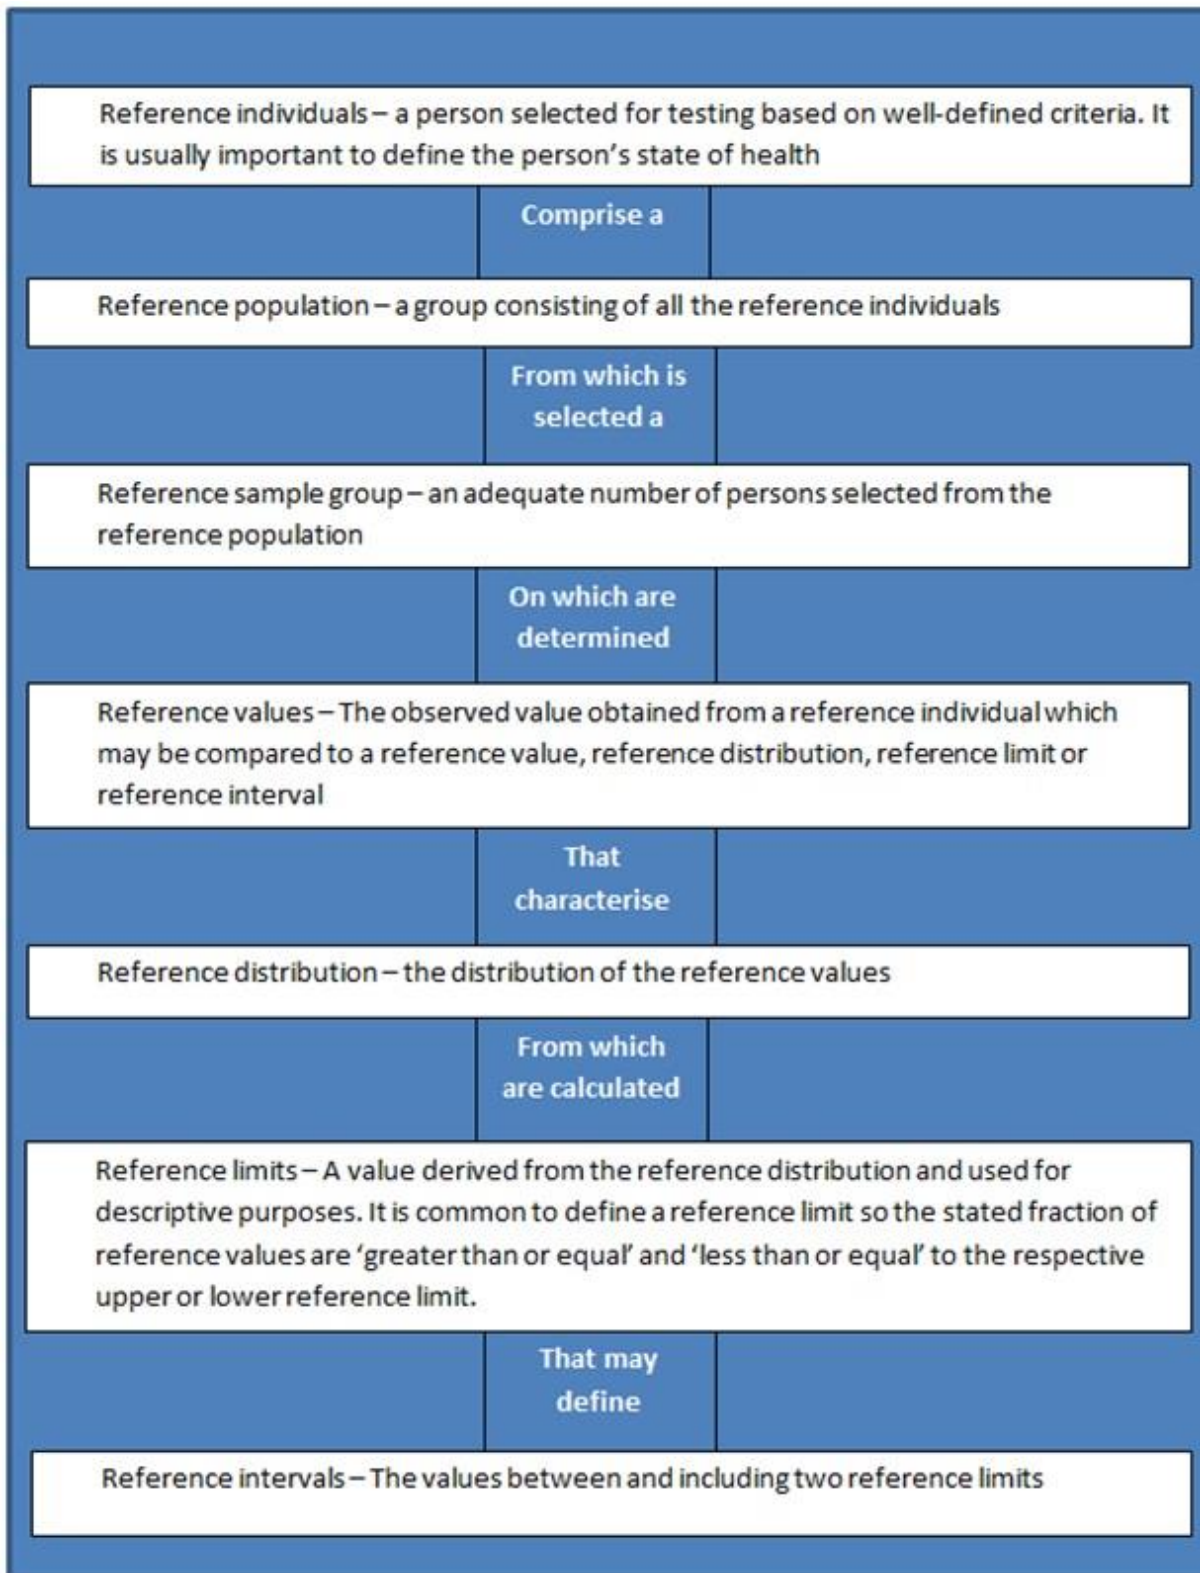 Reference individuals – a person selected for testing based on well-defined criteria. It
is usually important to define the person's state of health
Comprise a
Reference population – a group consisting of all the reference individuals
From which is
selected a
Reference sample group – an adequate number of persons selected from the
reference population
On which are
determined
Reference values – The observed value obtained from a reference individual which
may be compared to a reference value, reference distribution, reference limit or
reference interval
That
characterise
Reference distribution – the distribution of the reference values
From which
are calculated
Reference limits – A value derived from the reference distribution and used for
descriptive purposes. It is common to define a reference limit so the stated fraction of
reference values are ‘greater than or equal’ and ‘less than or equal’ to the respective
upper or lower reference limit.
That may
define
Reference intervals – The values between and including two reference limits